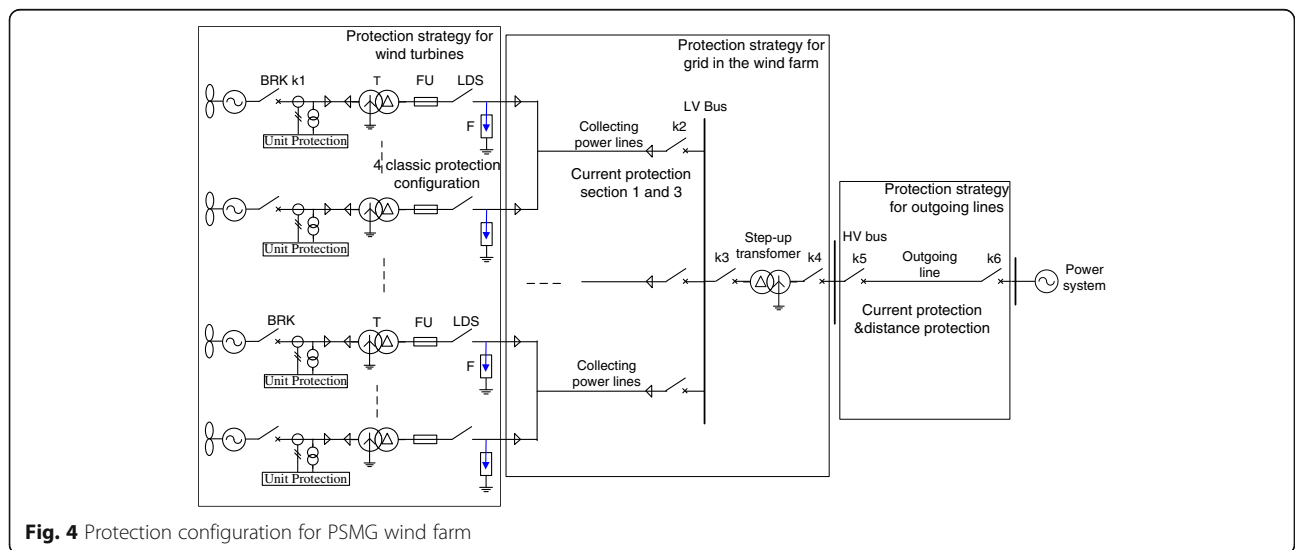 Protection strategy for
wind turbines
BRK k1
T
FU
LDS
Unit Protection
F
4 classic protection
configuration
Unit Protection
BRK
T
FU
LDS
Unit Protection
F
Unit Protection
Protection strategy for
grid in the wind farm
LV Bus
Collecting
power lines
k2
Current protection
section 1 and 3
Step-up
transfomer
k3
k4
Collecting
power lines
Protection strategy
for outgoing lines
HV bus
k5
Outgoing
line
k6
Power
system
Current protection
&distance protection
Fig. 4 Protection configuration for PSMG wind farm